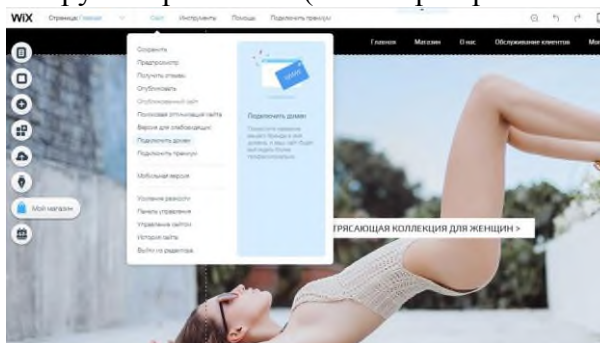 WiX Страница: Главная Сайт Инструменты Помощь Подключить премиум
Главная Магазин О нас Обслуживание клиентов
Сохранить
Предпросмотр
Получить отзывы
Опубликовать
Опубликованный сайт
Поисковая оптимизация сайта
Версия для слабовидящих
Подключить домен
Подключить премиум
Мобильная версия
Усиление резкости
Панель управления
Управление сайтом
История сайта
Выйти из редактора
Подключить домен
Мой магазин
ТРЯСАЮЩАЯ КОЛЛЕКЦИЯ ДЛЯ ЖЕНЩИН >